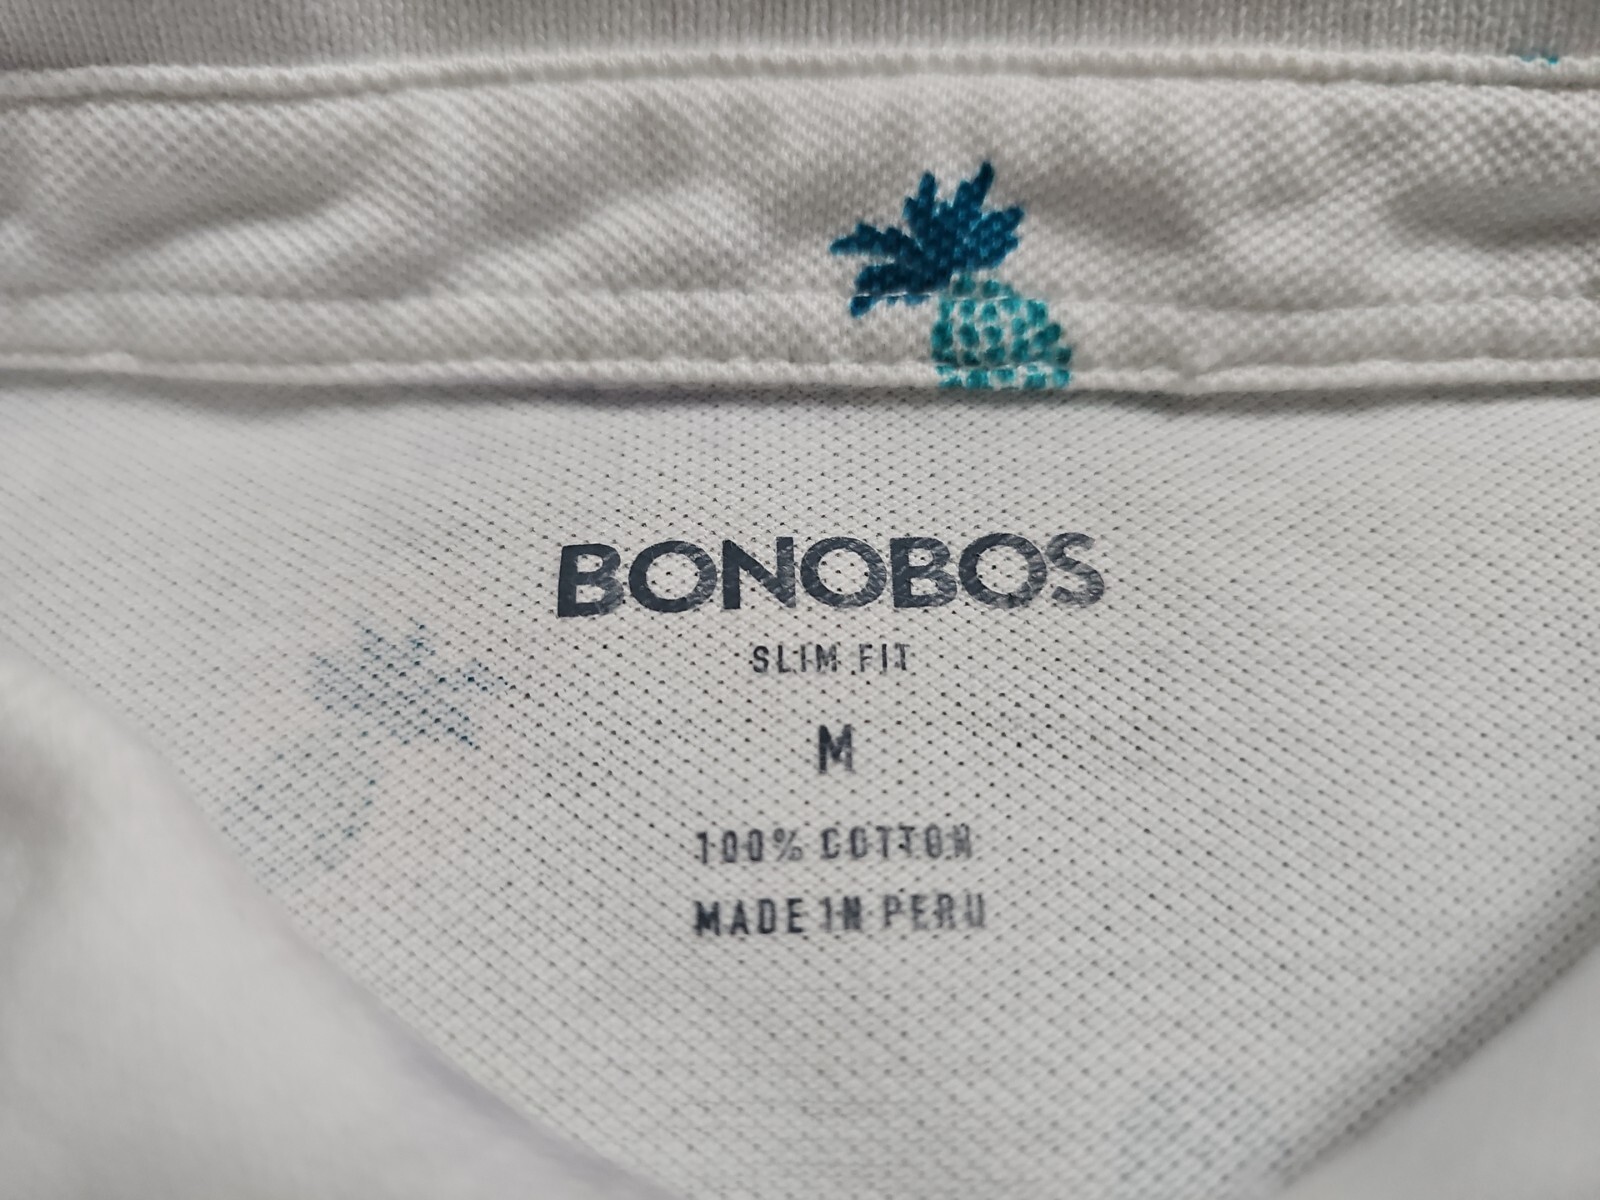 BONOBOS
SLIM FIT
M
100% COTTON
MADE IN PERU